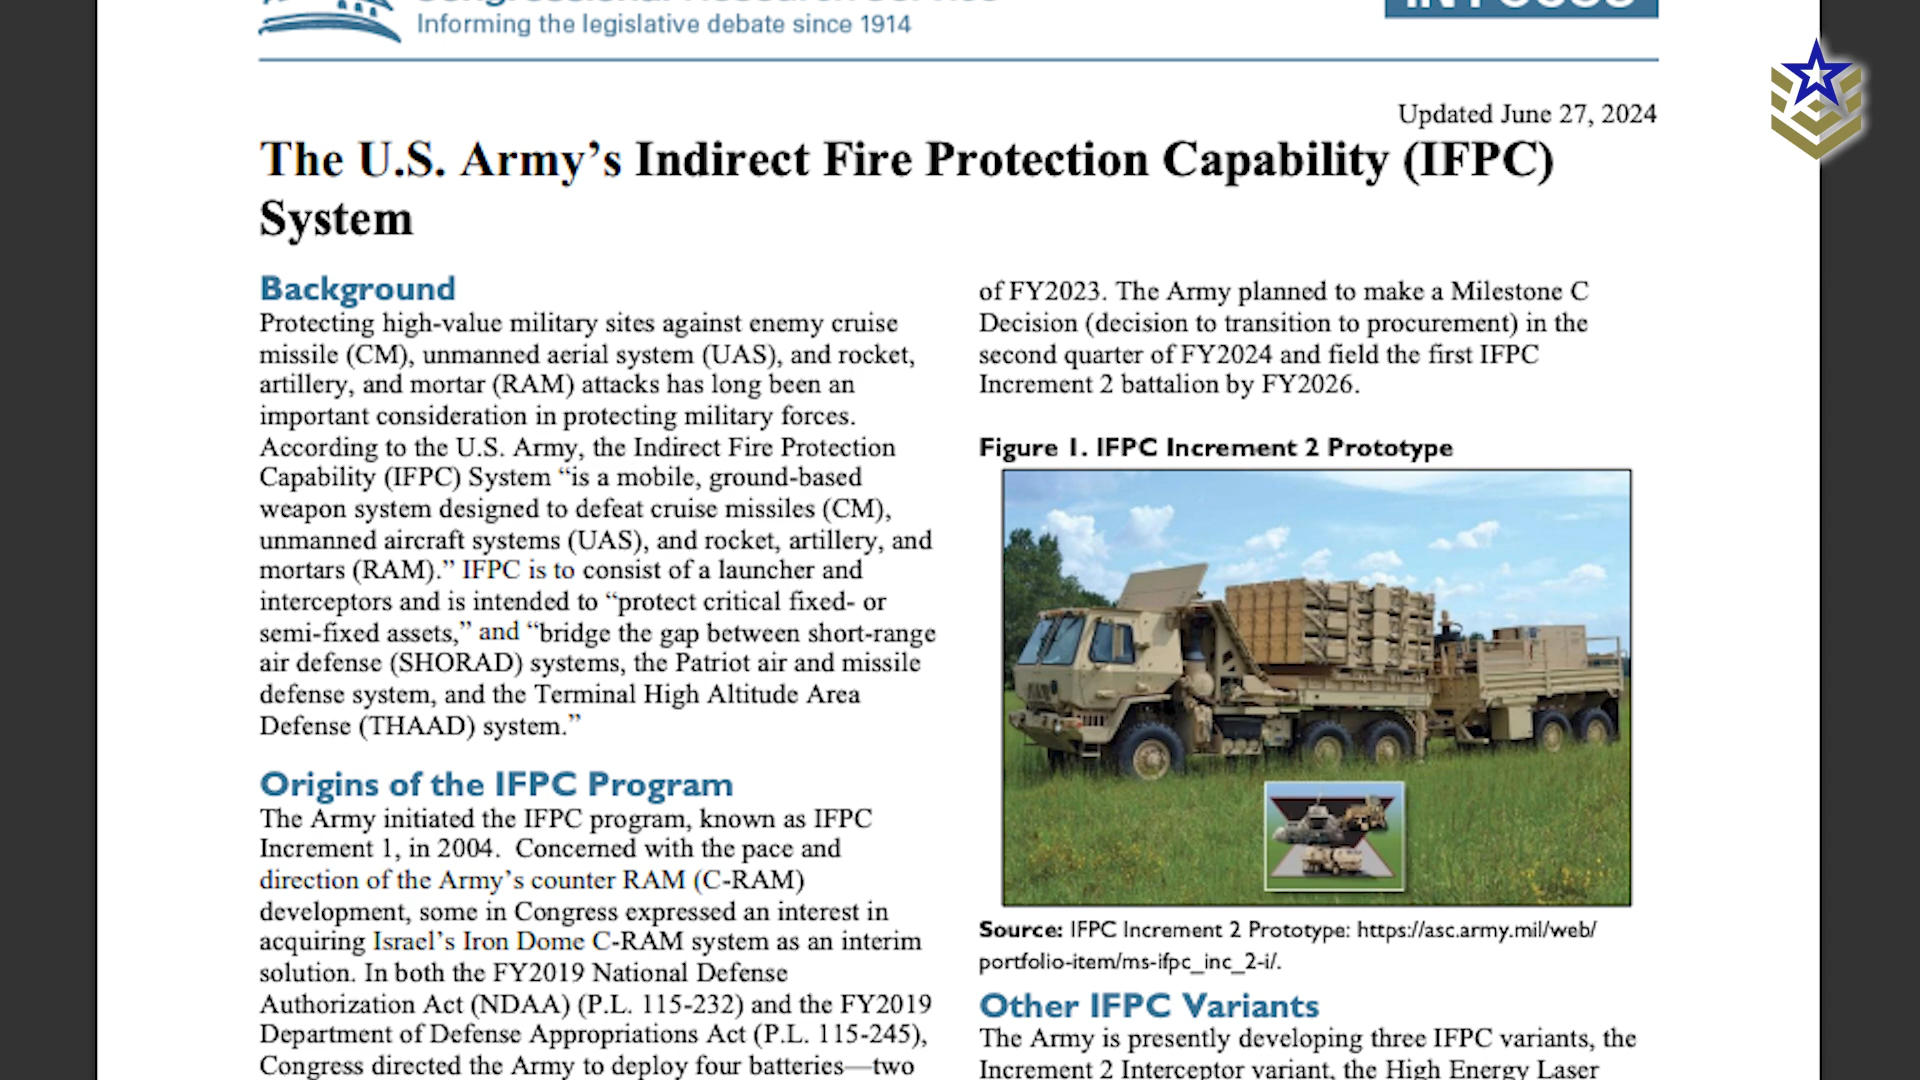 Informing the legislative debate since 1914
Updated June 27, 2024
The U.S. Army’s Indirect Fire Protection Capability (IFPC)
System
Background
Protecting high-value military sites against enemy cruise
missile (CM), unmanned aerial system (UAS), and rocket,
artillery, and mortar (RAM) attacks has long been an
important consideration in protecting military forces.
According to the U.S. Army, the Indirect Fire Protection
Capability (IFPC) System “is a mobile, ground-based
weapon system designed to defeat cruise missiles (CM),
unmanned aircraft systems (UAS), and rocket, artillery, and
mortars (RAM).” IFPC is to consist of a launcher and
interceptors and is intended to “protect critical fixed- or
semi-fixed assets,” and “bridge the gap between short-range
air defense (SHORAD) systems, the Patriot air and missile
defense system, and the Terminal High Altitude Area
Defense (THAAD) system.”
Origins of the IFPC Program
The Army initiated the IFPC program, known as IFPC
Increment 1, in 2004. Concerned with the pace and
direction of the Army’s counter RAM (C-RAM)
development, some in Congress expressed an interest in
acquiring Israel’s Iron Dome C-RAM system as an interim
solution. In both the FY2019 National Defense
Authorization Act (NDAA) (P.L. 115-232) and the FY2019
Department of Defense Appropriations Act (P.L. 115-245),
Congress directed the Army to deploy four batteries—two
of FY2023. The Army planned to make a Milestone C
Decision (decision to transition to procurement) in the
second quarter of FY2024 and field the first IFPC
Increment 2 battalion by FY2026.
Figure 1. IFPC Increment 2 Prototype
Source: IFPC Increment 2 Prototype: https://asc.army.mil/web/
portfolio-item/ms-ifpc_inc_2-i/.
Other IFPC Variants
The Army is presently developing three IFPC variants, the
Increment 2 Interceptor variant, the High Energy Laser